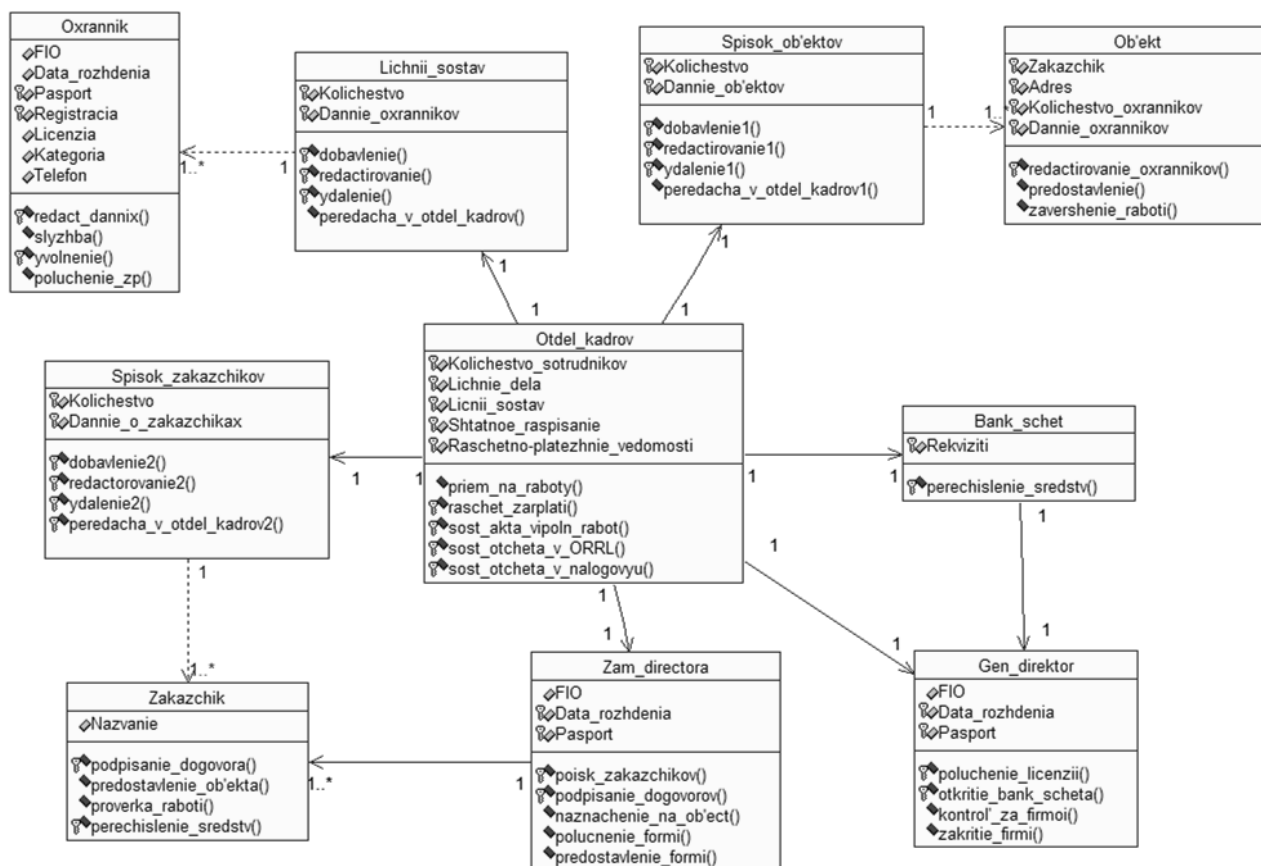 Oxrannik
FIO
Data_rozhdenia
Pasport
Registracia
Licenzia
Kategoria
Telefon
redact_dannix()
slyzhba()
yvolnenie()
poluchenie_zp()
1..*
1
Lichnii_sostav
Kolichestvo
Dannie_oxrannikov
dobavlenie()
redactirovanie()
ydalenie()
peredacha_v_otdel_kadrov()
1
1
Spisok_ob'ektov
Kolichestvo
Dannie_ob'ektov
dobavlenie1()
redactirovanie1()
ydalenie1()
peredacha_v_otdel_kadrov1()
1
1..*
1
1
Ob'ekt
Zakazchik
Adres
Kolichestvo_oxrannikov
Dannie_oxrannikov
redactirovanie_oxrannikov()
predostavlenie()
zavershenie_raboti()
Otdel_kadrov
Kolichestvo_sotrudnikov
Lichnie_dela
Licnii_sostav
Shtatnoe_raspisanie
Raschetno-platezhnie_vedomosti
priem_na_raboty()
raschet_zarplati()
sost_akta_vipoln_rabot()
sost_otcheta_v_ORRL()
sost_otcheta_v_nalogovyu()
Spisok_zakazchikov
Kolichestvo
Dannie_o_zakazchikax
dobavlenie2()
redactorovanie2()
ydalenie2()
peredacha_v_otdel_kadrov2()
1
1
1
1
Bank_schet
Rekviziti
perechislenie_sredstv()
1
1
1
1
1
1
1
1..*
Zakazchik
Nazvanie
podpisanie_dogovora()
predostavlenie_ob'ekta()
proverka_raboti()
perechislenie_sredstv()
1..*
1
Zam_directora
FIO
Data_rozhdenia
Pasport
poisk_zakazchikov()
podpisanie_dogovorov()
naznachenie_na_ob'ect()
polucnenie_formi()
predostavlenie_formi()
Gen_direktor
FIO
Data_rozhdenia
Pasport
poluchenie_licenzii()
otkritie_bank_scheta()
kontrol'_za_firmoi()
zakritie_firmi()